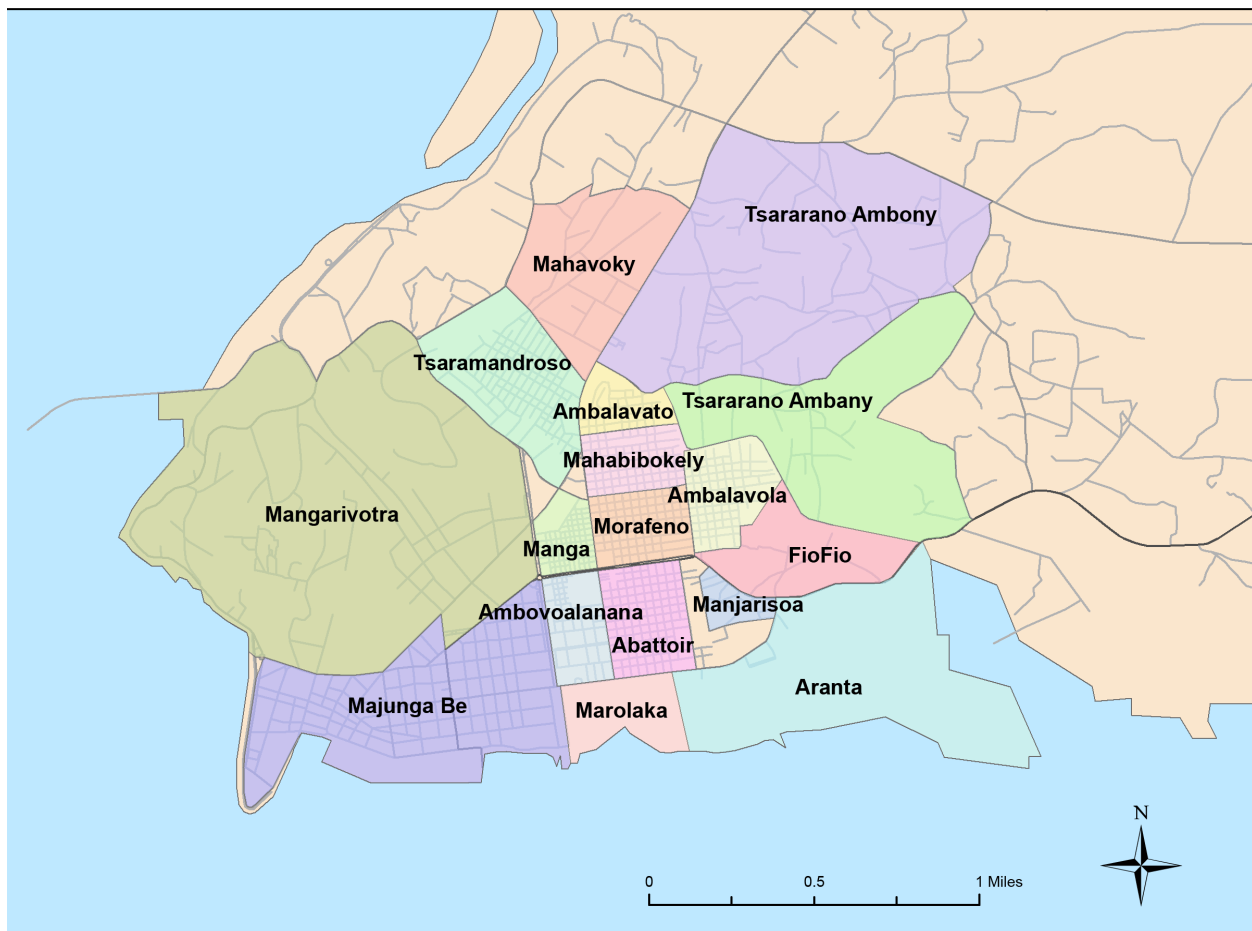 Tsararano Ambony
Mahavoky
Tsaramandroso
Tsararano Ambany
Ambalavato
Mahabibokely
Ambalavola
Mangarivotra
Morafeno
Manga
FioFio
Manjarisoa
Ambovoalanana
Abattoir
Aranta
Majunga Be
Marolaka
N
0 0.5 1 Miles